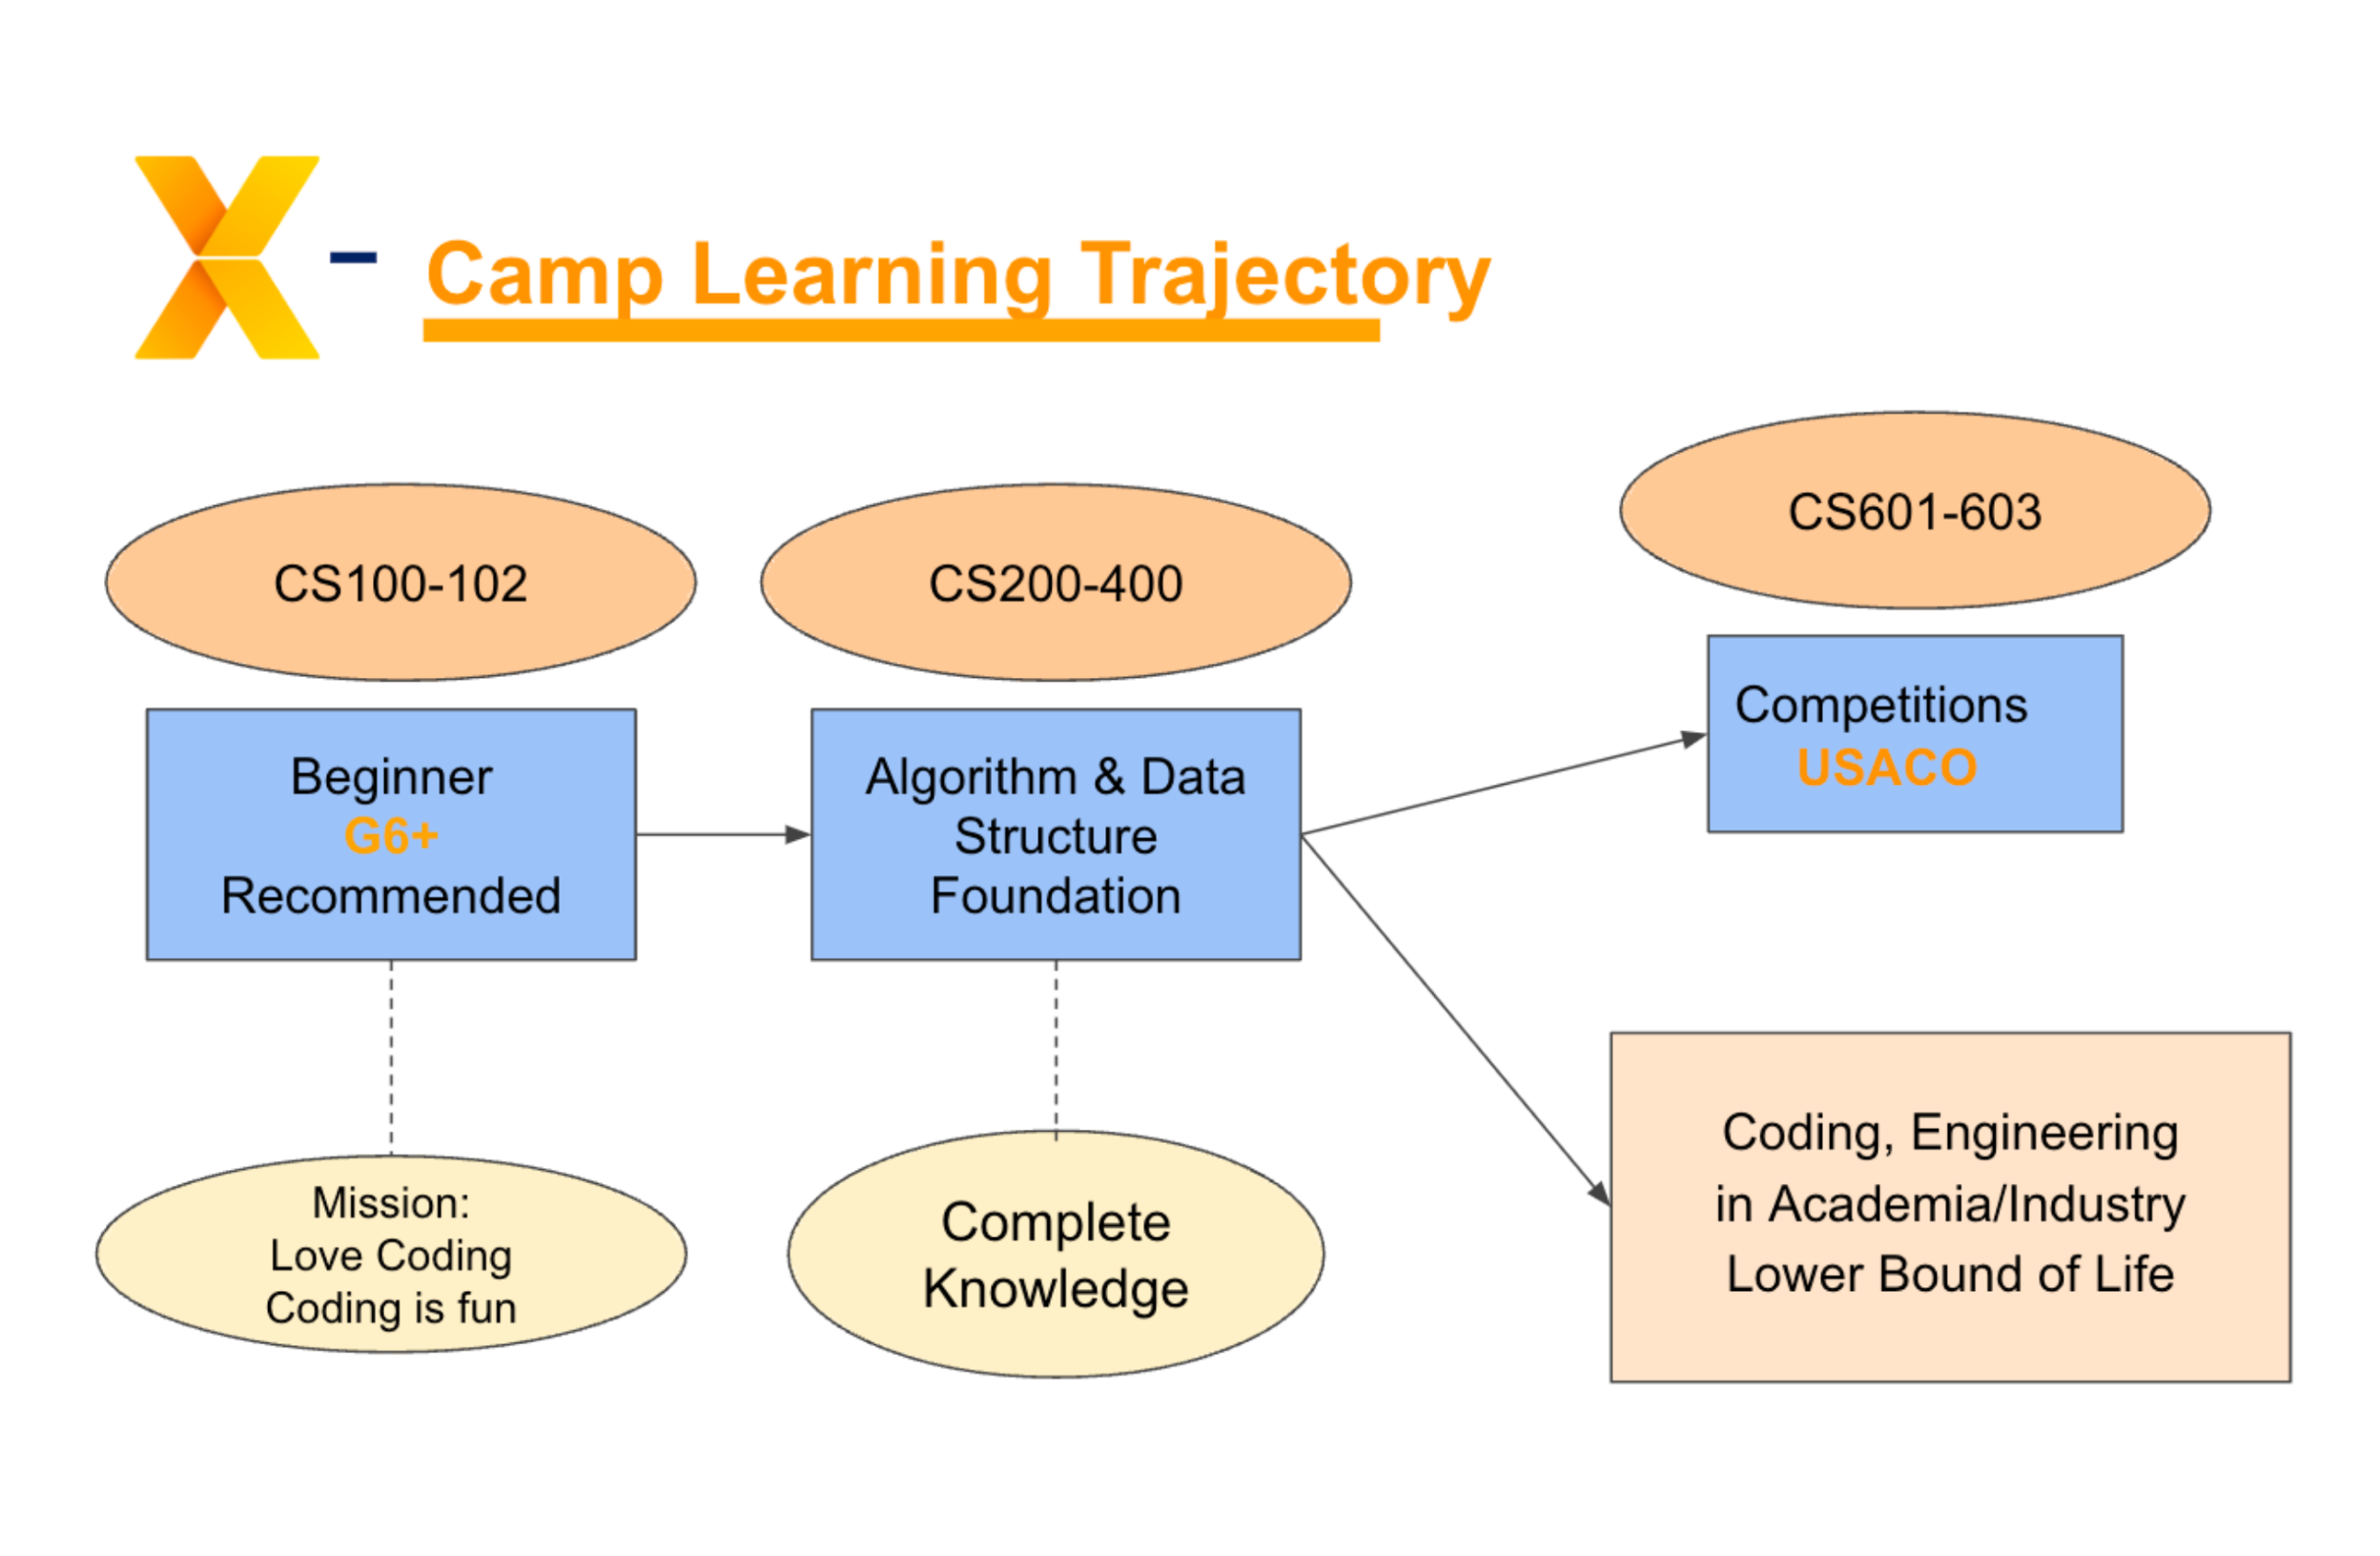 X - Camp Learning Trajectory
CS100-102
CS200-400
CS601-603
Beginner
G6+
Recommended
Algorithm & Data
Structure
Foundation
Competitions
USACO
Mission:
Love Coding
Coding is fun
Complete
Knowledge
Coding, Engineering
in Academia/Industry
Lower Bound of Life